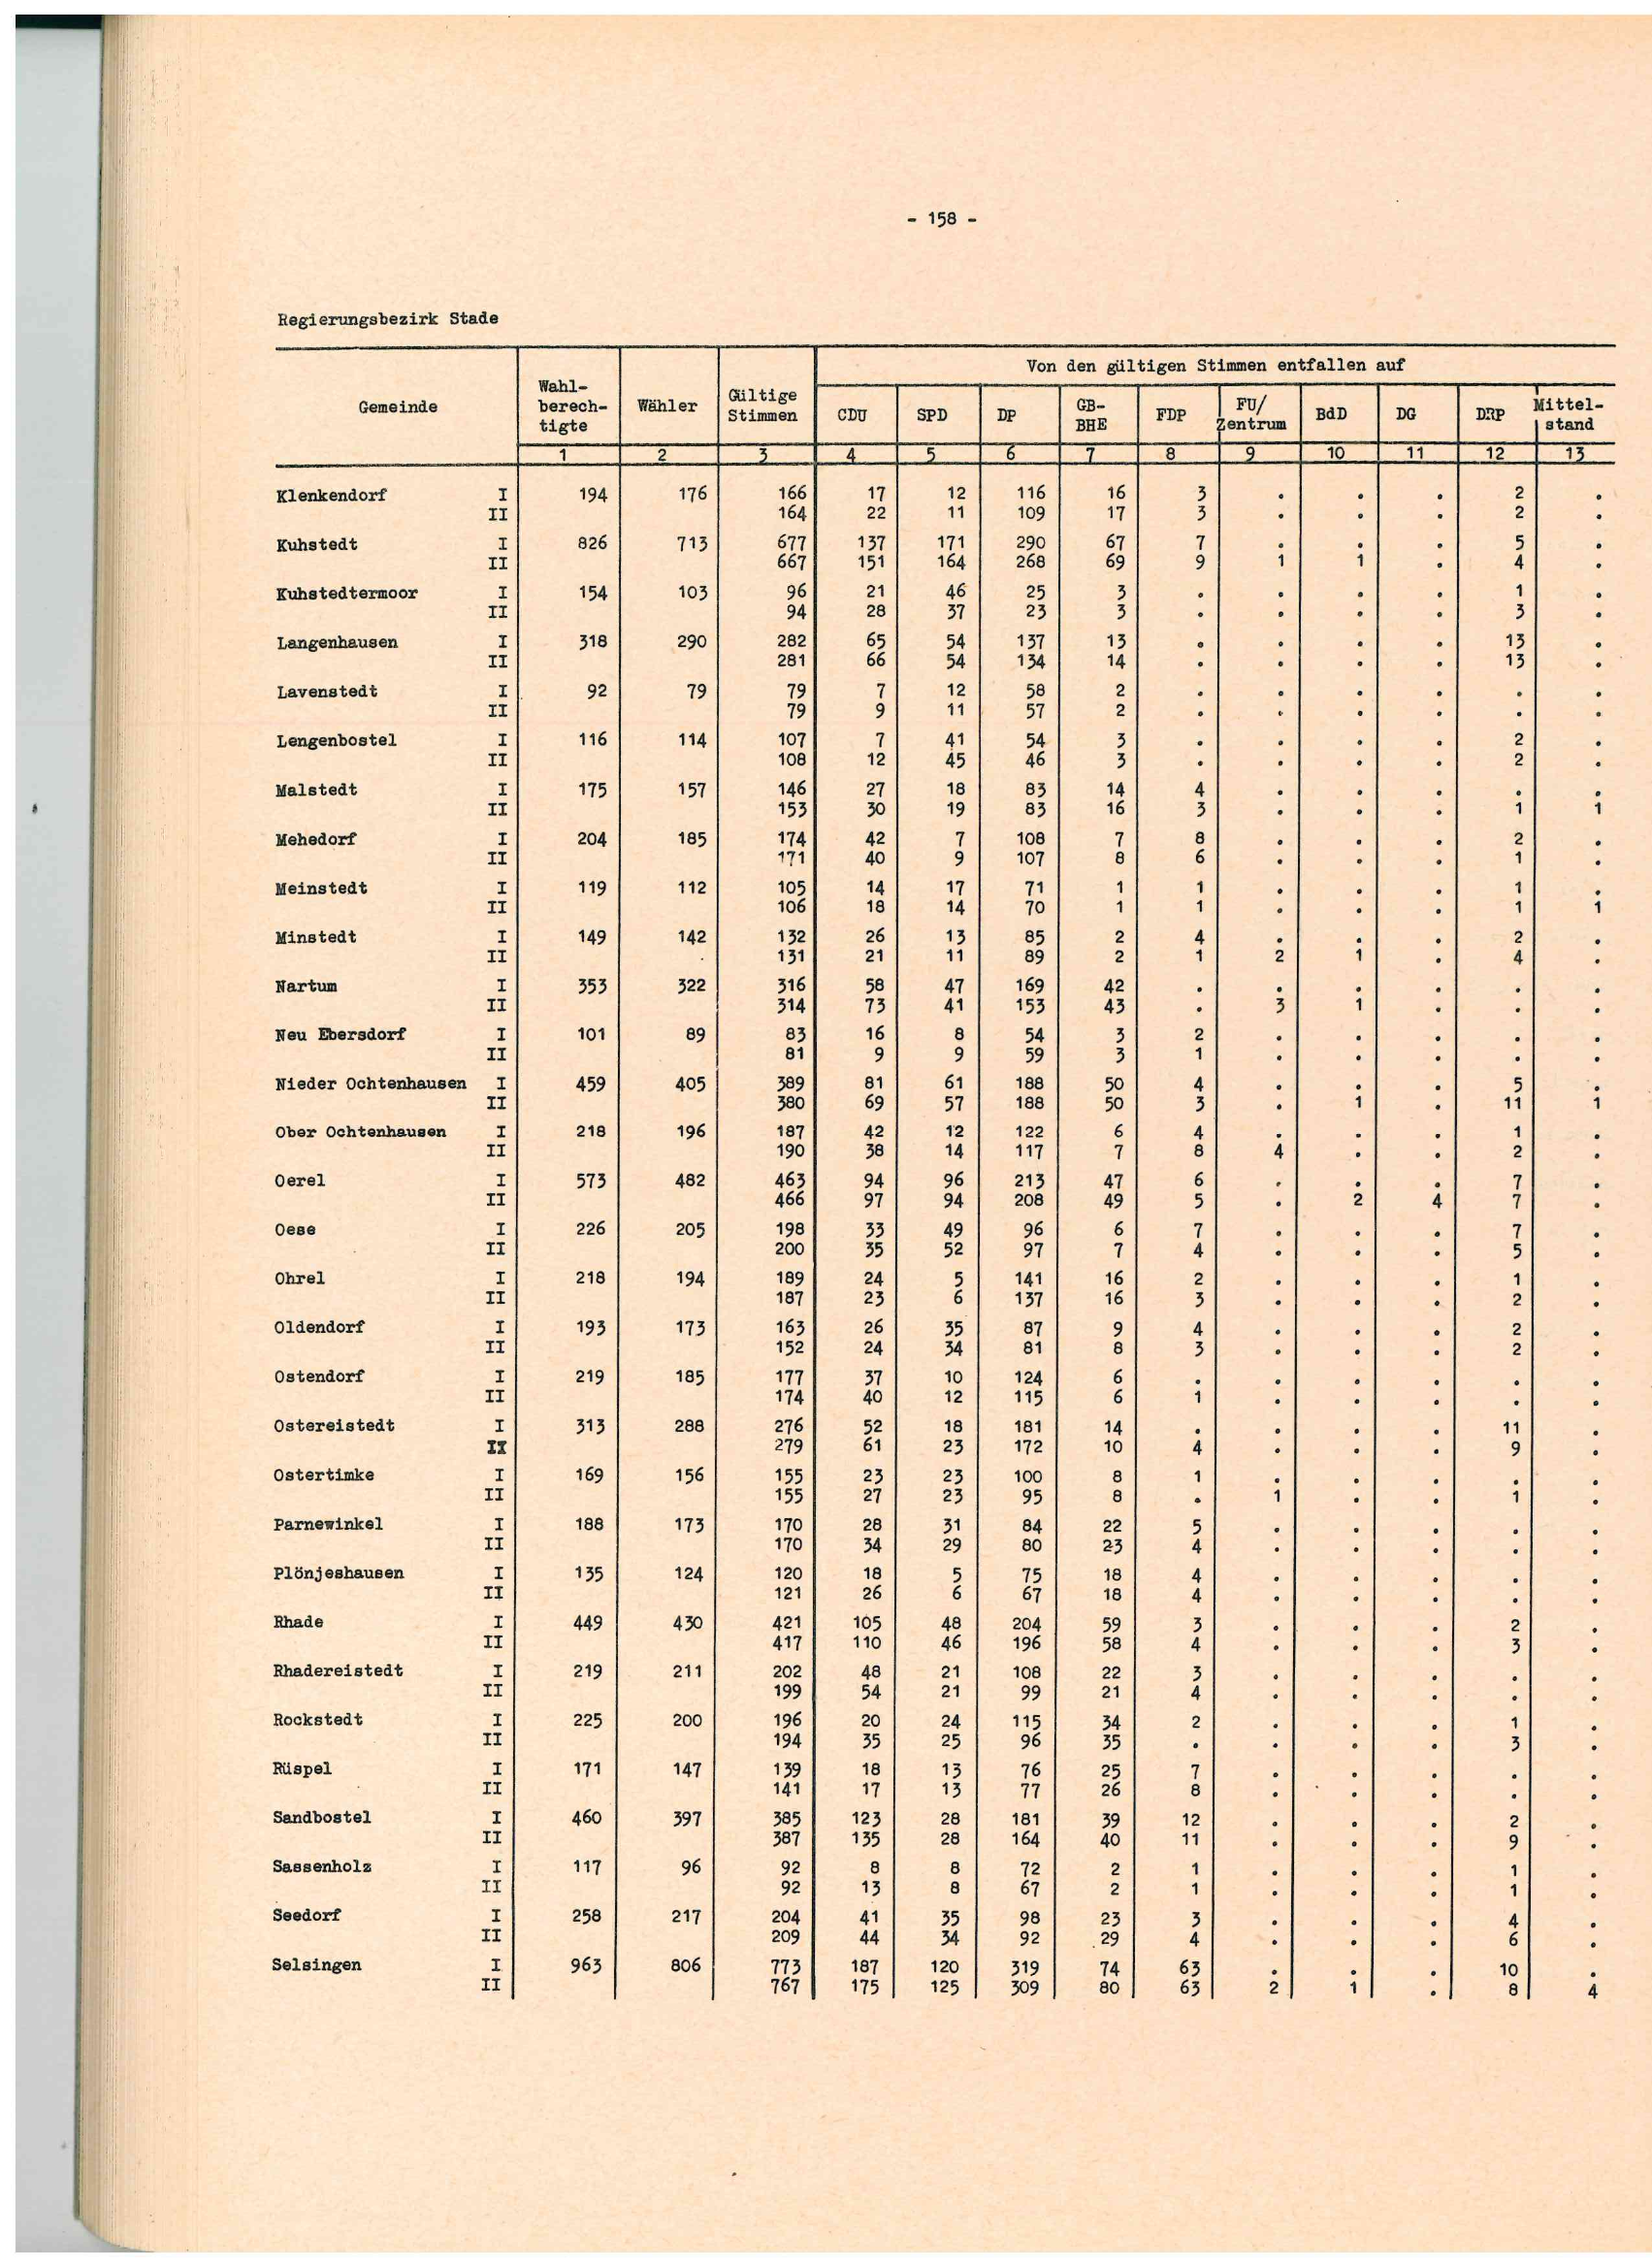 - 158 -
Regierungsbezirk Stade
Gemeinde Wahl- berech- tigte Wähler Gültige Stimmen Von den gültigen Stimmen entfallen auf
CDU SPD DP GB- BHE FDP FU/ Zentrum BdD DG DRP Mittel- stand
1 2 3 4 5 6 7 8 9 10 11 12 13
Klenkendorf I 194 176 166 17 12 116 16 3 . . . 2 .
II 164 22 11 109 17 3 . . . 2 .
Kuhstedt I 826 713 677 137 171 290 67 7 . . . 5 .
II 667 151 164 268 69 9 1 1 . 4 .
Kuhstedtermoor I 154 103 96 21 46 25 3 . . . . 1 .
II 94 28 37 23 3 . . . . 3 .
Langenhausen I 318 290 282 65 54 137 13 . . . . 13 .
II 281 66 54 134 14 . . . . 13 .
Lavenstedt I 92 79 79 7 12 58 2 . . . . . .
II 79 9 11 57 2 . . . . . .
Lengenbostel I 116 114 107 7 41 54 3 . . . . 2 .
II 108 12 45 46 3 . . . . 2 .
Malstedt I 175 157 146 27 18 83 14 4 . . . . .
II 153 30 19 83 16 3 . . . 1 1
Mehedorf I 204 185 174 42 7 108 7 8 . . . 2 .
II 171 40 9 107 8 6 . . . 1 .
Meinstedt I 119 112 105 14 17 71 1 1 . . . 1 .
II 106 18 14 70 1 1 . . . 1 1
Minstedt I 149 142 132 26 13 85 2 4 . . . 2 .
II 131 21 11 89 2 1 2 1 . 4 .
Nartum I 353 322 316 58 47 169 42 . . . . . .
II 314 73 41 153 43 . 3 1 . . .
Neu Ebersdorf I 101 89 83 16 8 54 3 2 . . . . .
II 81 9 9 59 3 1 . . . . .
Nieder Ochtenhausen I 459 405 389 81 61 188 50 4 . . . 5 .
II 380 69 57 188 50 3 . 1 . 11 1
Ober Ochtenhausen I 218 196 187 42 12 122 6 4 . . . 1 .
II 190 38 14 117 7 8 4 . . 2 .
Oerel I 573 482 463 94 96 213 47 6 . . . 7 .
II 466 97 94 208 49 5 . 2 4 7 .
Oese I 226 205 198 33 49 96 6 7 . . . 7 .
II 200 35 52 97 7 4 . . . 5 .
Ohrel I 218 194 189 24 5 141 16 2 . . . 1 .
II 187 23 6 137 16 3 . . . 2 .
Oldendorf I 193 173 163 26 35 87 9 4 . . . 2 .
II 152 24 34 81 8 3 . . . 2 .
Ostendorf I 219 185 177 37 10 124 6 . . . . . .
II 174 40 12 115 6 1 . . . . .
Ostereistedt I 313 288 276 52 18 181 14 . . . . 11 .
II 279 61 23 172 10 4 . . . 9 .
Ostertimke I 169 156 155 23 23 100 8 1 . . . . .
II 155 27 23 95 8 . 1 . . 1 .
Parnewinkel I 188 173 170 28 31 84 22 5 . . . . .
II 170 34 29 80 23 4 . . . . .
Plönjeshausen I 135 124 120 18 5 75 18 4 . . . . .
II 121 26 6 67 18 4 . . . . .
Rhade I 449 430 421 105 48 204 59 3 . . . 2 .
II 417 110 46 196 58 4 . . . 3 .
Rhadereistedt I 219 211 202 48 21 108 22 3 . . . . .
II 199 54 21 99 21 4 . . . . .
Rockstedt I 225 200 196 20 24 115 34 2 . . . 1 .
II 194 35 25 96 35 . . . . 3 .
Rüspel I 171 147 139 18 13 76 25 7 . . . . .
II 141 17 13 77 26 8 . . . . .
Sandbostel I 460 397 385 123 28 181 39 12 . . . 2 .
II 387 135 28 164 40 11 . . . 9 .
Sassenholz I 117 96 92 8 8 72 2 1 . . . 1 .
II 92 13 8 67 2 1 . . . 1 .
Seedorf I 258 217 204 41 35 98 23 3 . . . 4 .
II 209 44 34 92 29 4 . . . 6 .
Selsingen I 963 806 773 187 120 319 74 63 . . . 10 .
II 767 175 125 309 80 63 2 1 . 8 4